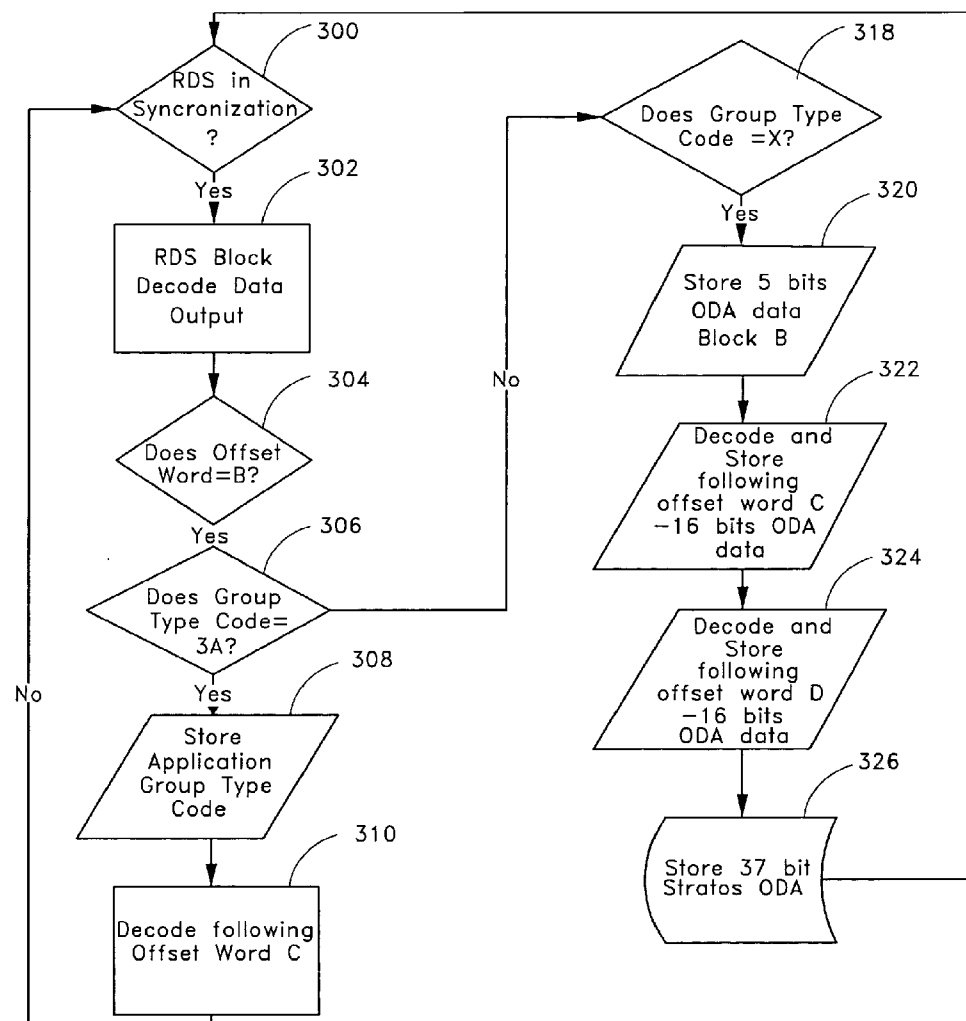 300
RDS in
Syncronization
?
Yes
302
RDS Block
Decode Data
Output
304
Does Offset
Word=B?
Yes
306
Does Group
Type Code=
3A?
Yes
308
Store
Application
Group Type
Code
310
Decode following
Offset Word C
No
No
318
Does Group Type
Code =X?
Yes
320
Store 5 bits
ODA data
Block B
322
Decode and
Store
following
offset word C
-16 bits ODA
data
324
Decode and
Store
following
offset word D
-16 bits
ODA data
326
Store 37 bit
Stratos ODA